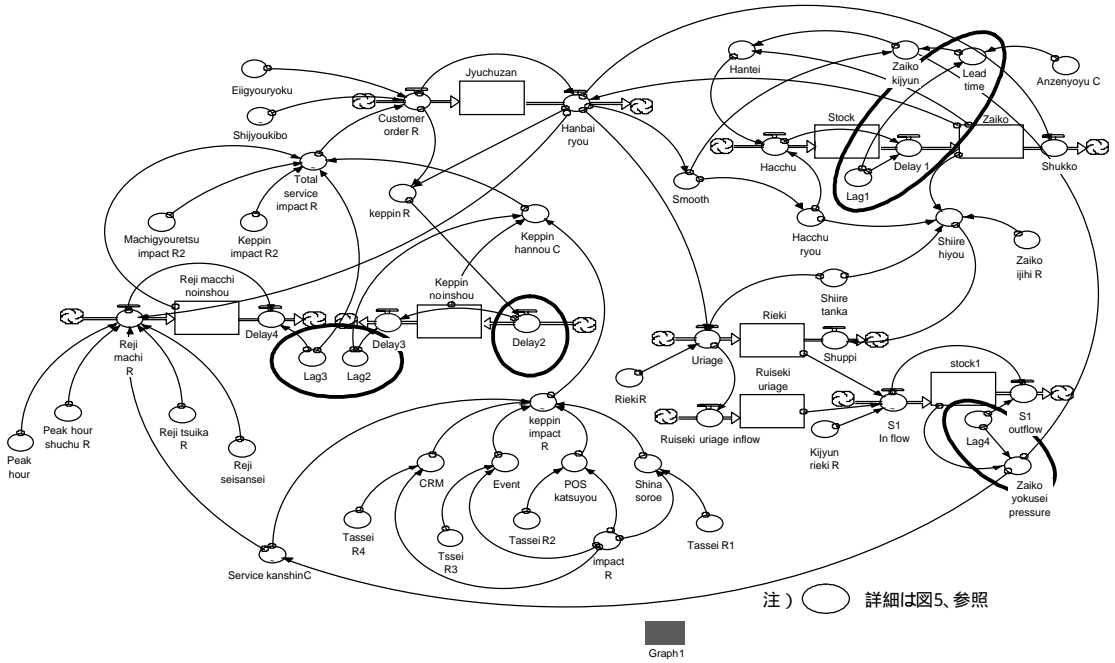 Eiigyouryoku
Shijyoukibo
Customer
order R
Jyuchuzan
Hanbai
ryou
Hantei
Zaiko
kijyun
Lead
time
Anzenyoyu C
Stock
Zaiko
Hacchu
Delay 1
Shukko
Lag1
Smooth
Hacchu
ryou
Shiire
hiyou
Zaiko
ijihi R
Total
service
impact R
keppin R
Keppin
hannou C
Machigyouretsu
impact R2
Keppin
impact R2
Reji macchi
noinshou
Keppin
noinshou
Reji
machi
R
Delay4
Delay3
Delay2
Lag3
Lag2
Shiire
tanka
Uriage
Rieki
Shuppi
Rieki R
Ruiseki
uriage
Ruiseki uriage inflow
stock1
S1
In flow
S1
outflow
Kijyun
rieki R
Lag4
Zaiko
yokusei
pressure
Peak
hour
Peak hour
shuchu R
Reji tsuika
R
Reji
seisansei
keppin
impact
R
CRM
Event
POS
katsuyou
Shina
soroe
Tassei
R4
Tssei
R3
Tassei R2
impact
R
Tassei R1
Service kanshin C
注) 詳細は図5、参照
Graph1